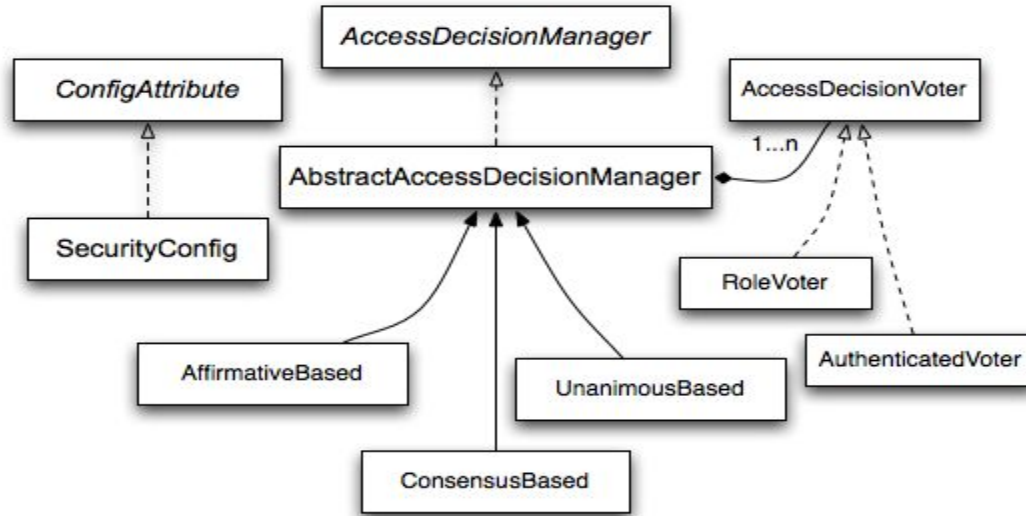 AccessDecisionManager
ConfigAttribute
AccessDecisionVoter
1...n
AbstractAccessDecisionManager
SecurityConfig
RoleVoter
AffirmativeBased
UnanimousBased
AuthenticatedVoter
ConsensusBased